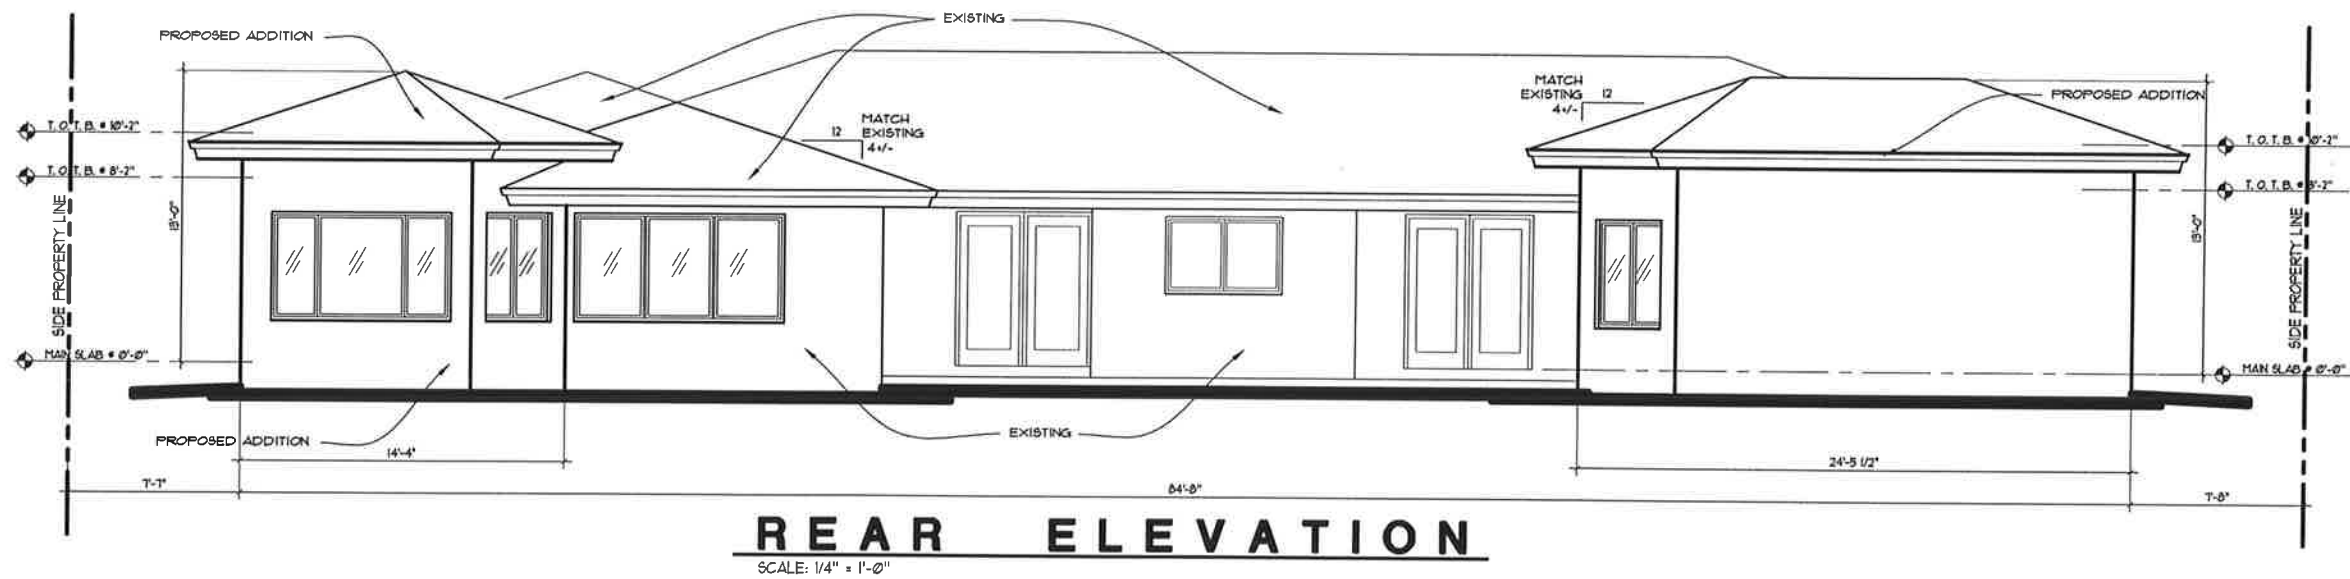 EXISTING
PROPOSED ADDITION
MATCH
EXISTING
4+/-
12
PROPOSED ADDITION
12
MATCH
EXISTING
4+/-
T.O.T.B. @ 10'-2"
T.O.T.B. @ 8'-2"
13'-0"
SIDE PROPERTY LINE
MAIN SLAB @ 0'-0"
T.O.T.B. @ 10'-2"
T.O.T.B. @ 8'-2"
13'-0"
SIDE PROPERTY LINE
MAIN SLAB @ 0'-0"
PROPOSED ADDITION
EXISTING
14'-4"
24'-5 1/2"
7'-7"
84'-8"
7'-8"
REAR ELEVATION
SCALE: 1/4" = 1'-0"